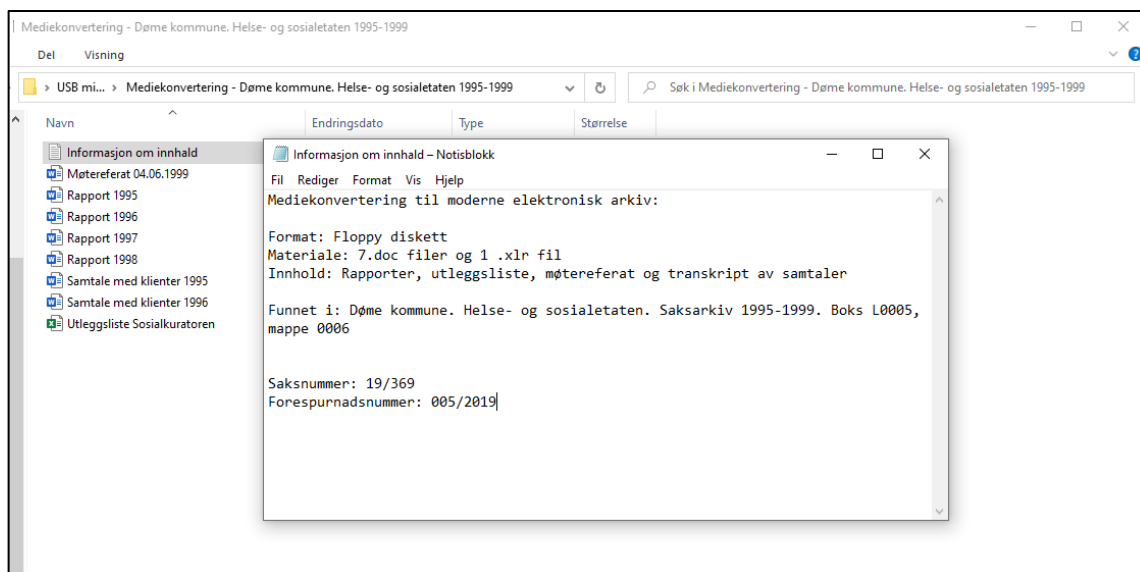 Mediekonvertering - Døme kommune. Helse- og sosialetaten 1995-1999
Del Visning
USB mi... > Mediekonvertering - Døme kommune. Helse- og sosialetaten 1995-1999
Søk i Mediekonvertering - Døme kommune. Helse- og sosialetaten 1995-1999
Navn Endringsdato Type Størrelse
Informasjon om innhald
Møtereferat 04.06.1999
Rapport 1995
Rapport 1996
Rapport 1997
Rapport 1998
Samtale med klienter 1995
Samtale med klienter 1996
Utleggsliste Sosialkuratoren
Informasjon om innhald – Notisblokk
Fil Rediger Format Vis Hjelp
Mediekonvertering til moderne elektronisk arkiv:
Format: Floppy diskett
Materiale: 7.doc filer og 1 .xlr fil
Innhold: Rapporter, utleggsliste, møtereferat og transkript av samtaler
Funnet i: Døme kommune. Helse- og sosialetaten. Saksarkiv 1995-1999. Boks L0005,
mappe 0006
Saksnummer: 19/369
Forespurnadsnummer: 005/2019